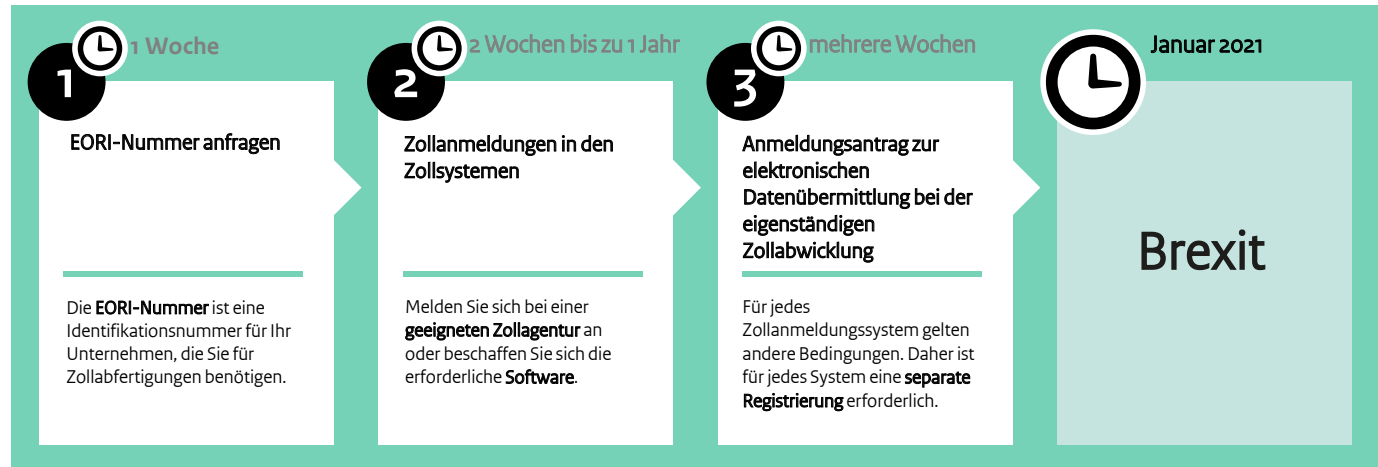 1
1 Woche
EORI-Nummer anfragen
Die EORI-Nummer ist eine
Identifikationsnummer für Ihr
Unternehmen, die Sie für
Zollabfertigungen benötigen.
2
2 Wochen bis zu 1 Jahr
Zollanmeldungen in den
Zollsystemen
Melden Sie sich bei einer
geeigneten Zollagentur an
oder beschaffen Sie sich die
erforderliche Software.
3
mehrere Wochen
Anmeldungsantrag zur
elektronischen
Datenübermittlung bei der
eigenständigen
Zollabwicklung
Für jedes
Zollanmeldungssystem gelten
andere Bedingungen. Daher ist
für jedes System eine separate
Registrierung erforderlich.
Januar 2021
Brexit